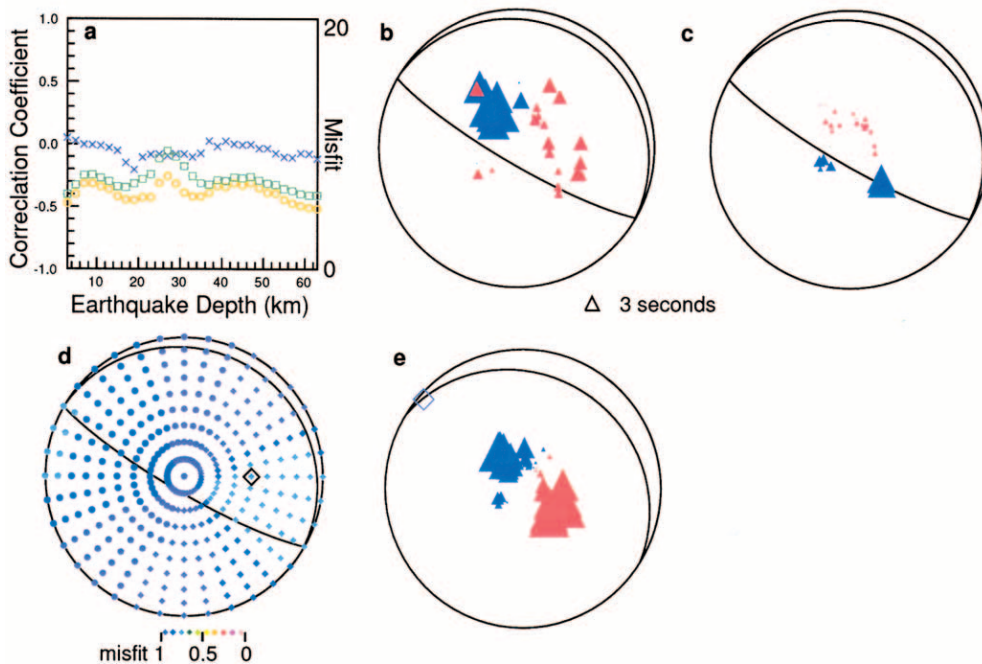 a
1.0
0.5
0.0
-0.5
-1.0
Correclation Coefficient
20
0
Misfit
10 20 30 40 50 60
Earthquake Depth (km)
b
c
3 seconds
d
misfit 1 0.5 0
e